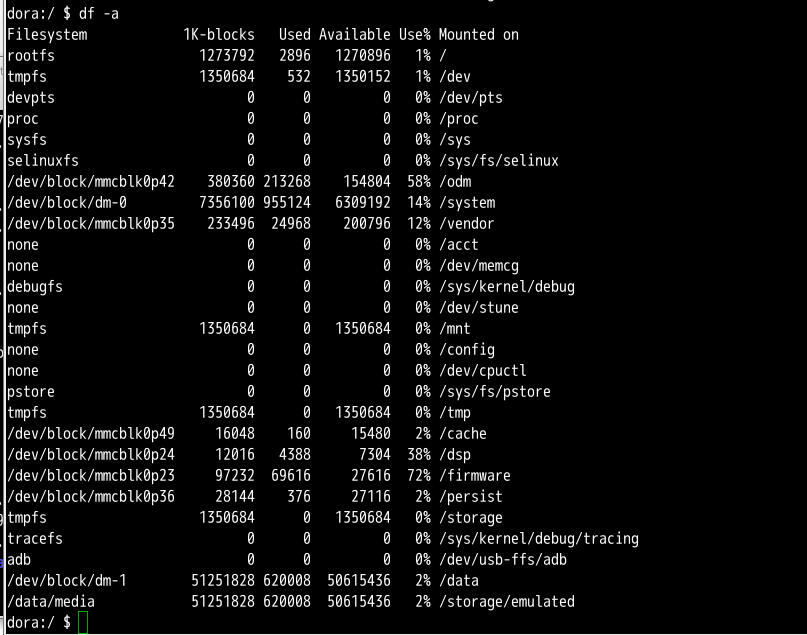 dora:/ $ df -a
Filesystem           1K-blocks   Used Available Use% Mounted on
rootfs                 1273792   2896   1270896   1% /
tmpfs                  1350684    532   1350152   1% /dev
devpts                       0      0         0   0% /dev/pts
proc                         0      0         0   0% /proc
sysfs                        0      0         0   0% /sys
selinuxfs                    0      0         0   0% /sys/fs/selinux
/dev/block/mmcblk0p42   380360 213268    154804  58% /odm
/dev/block/dm-0        7356100 955124   6309192  14% /system
/dev/block/mmcblk0p35   233496  24968    200796  12% /vendor
none                         0      0         0   0% /acct
none                         0      0         0   0% /dev/memcg
debugfs                      0      0         0   0% /sys/kernel/debug
none                         0      0         0   0% /dev/stune
tmpfs                  1350684      0   1350684   0% /mnt
none                         0      0         0   0% /config
none                         0      0         0   0% /dev/cpuctl
pstore                       0      0         0   0% /sys/fs/pstore
tmpfs                  1350684      0   1350684   0% /tmp
/dev/block/mmcblk0p49    16048    160     15480   2% /cache
/dev/block/mmcblk0p24    12016   4388      7304  38% /dsp
/dev/block/mmcblk0p23    97232  69616     27616  72% /firmware
/dev/block/mmcblk0p36    28144    376     27116   2% /persist
tmpfs                  1350684      0   1350684   0% /storage
tracefs                      0      0         0   0% /sys/kernel/debug/tracing
adb                          0      0         0   0% /dev/usb-ffs/adb
/dev/block/dm-1       51251828 620008  50615436   2% /data
/data/media           51251828 620008  50615436   2% /storage/emulated
dora:/ $